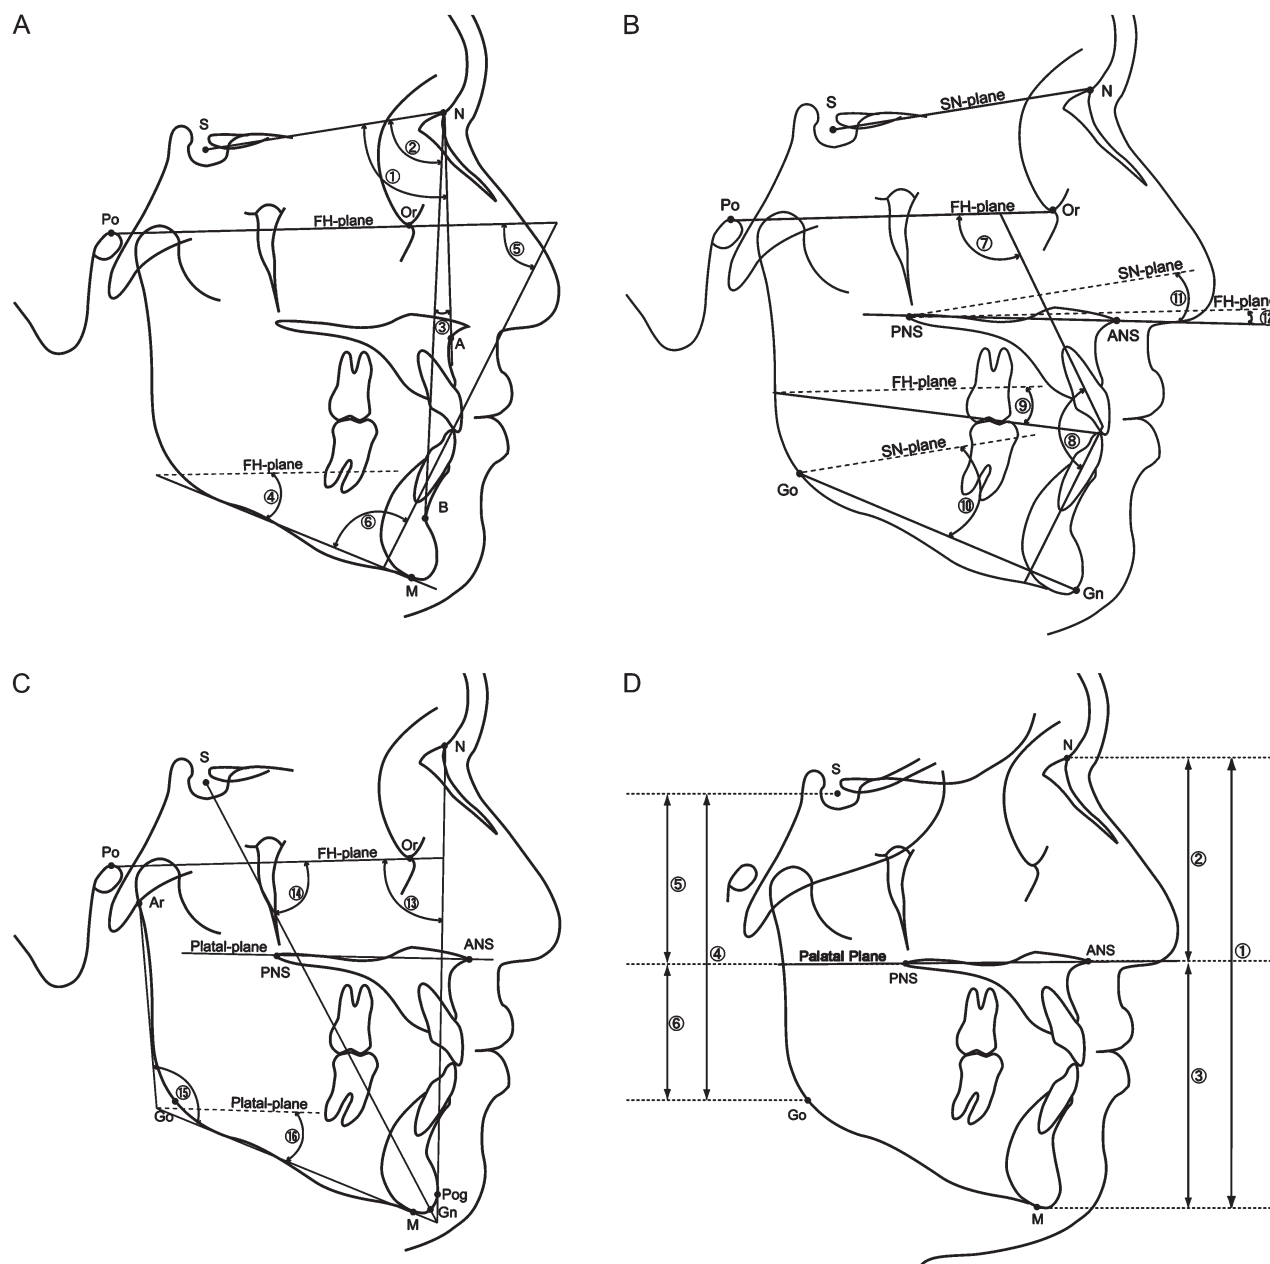 A
N
S
②
①
Po
Or
FH-plane
⑤
③
A
FH-plane
④
⑥
B
M
B
SN-plane
N
S
Po
FH-plane
Or
⑦
SN-plane
⑪
FH-plane
⑫
PNS
ANS
FH-plane
⑨
SN-plane
⑧
Go
⑩
Gn
C
N
S
Po
FH-plane
Or
⑭
⑬
Ar
Platal-plane
ANS
PNS
⑮
Go
Platal-plane
⑯
Pog
M
Gn
D
N
S
②
⑤
④
①
Palatal Plane
ANS
PNS
⑥
③
Go
M